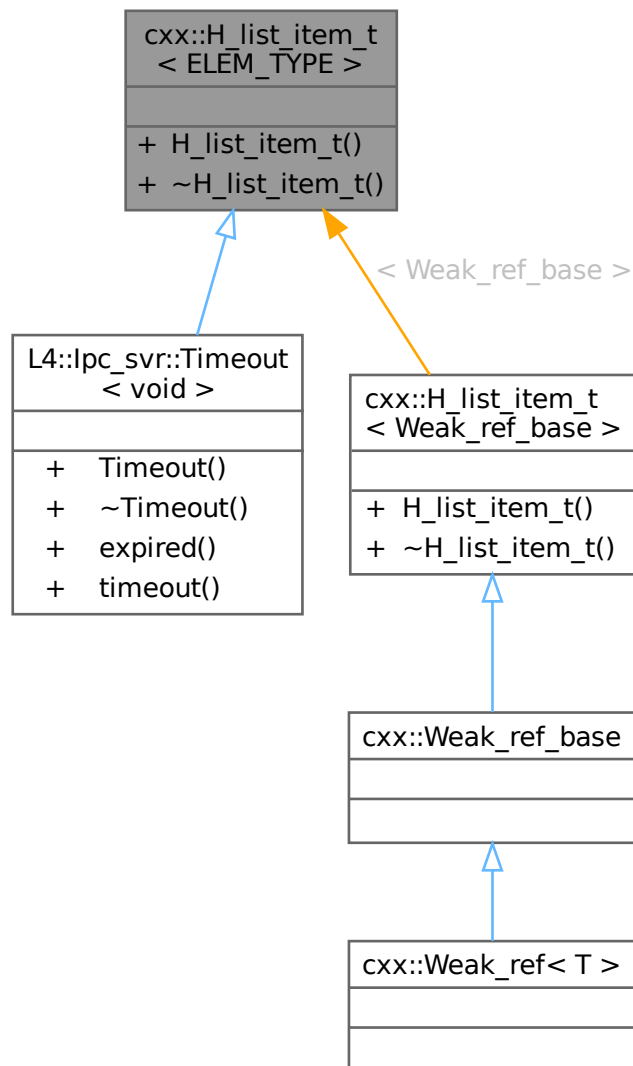 cxx::H_list_item_t
< ELEM_TYPE >
+ H_list_item_t()
+ ~H_list_item_t()
< Weak_ref_base >
L4::Ipc_svr::Timeout
< void >
+ Timeout()
+ ~Timeout()
+ expired()
+ timeout()
cxx::H_list_item_t
< Weak_ref_base >
+ H_list_item_t()
+ ~H_list_item_t()
cxx::Weak_ref_base
cxx::Weak_ref< T >